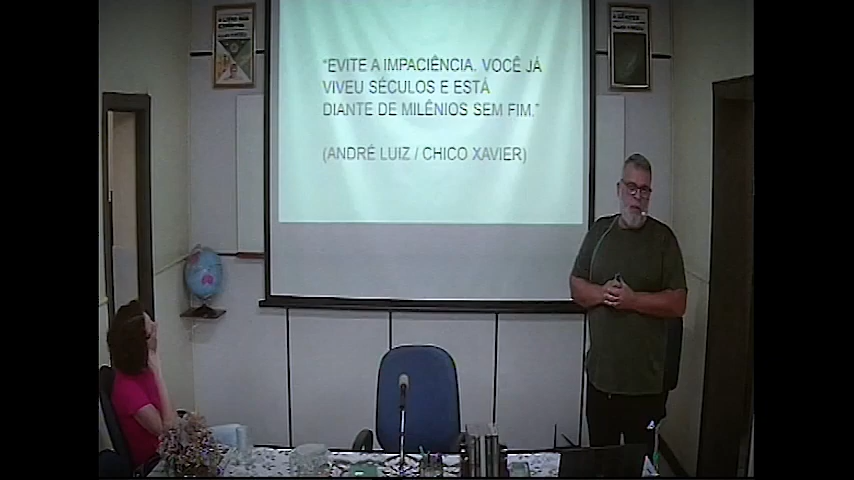 "EVITE A IMPACIÊNCIA. VOCÊ JÁ
VIVEU SÉCULOS E ESTÁ
DIANTE DE MILÊNIOS SEM FIM."
(ANDRÉ LUIZ / CHICO XAVIER)